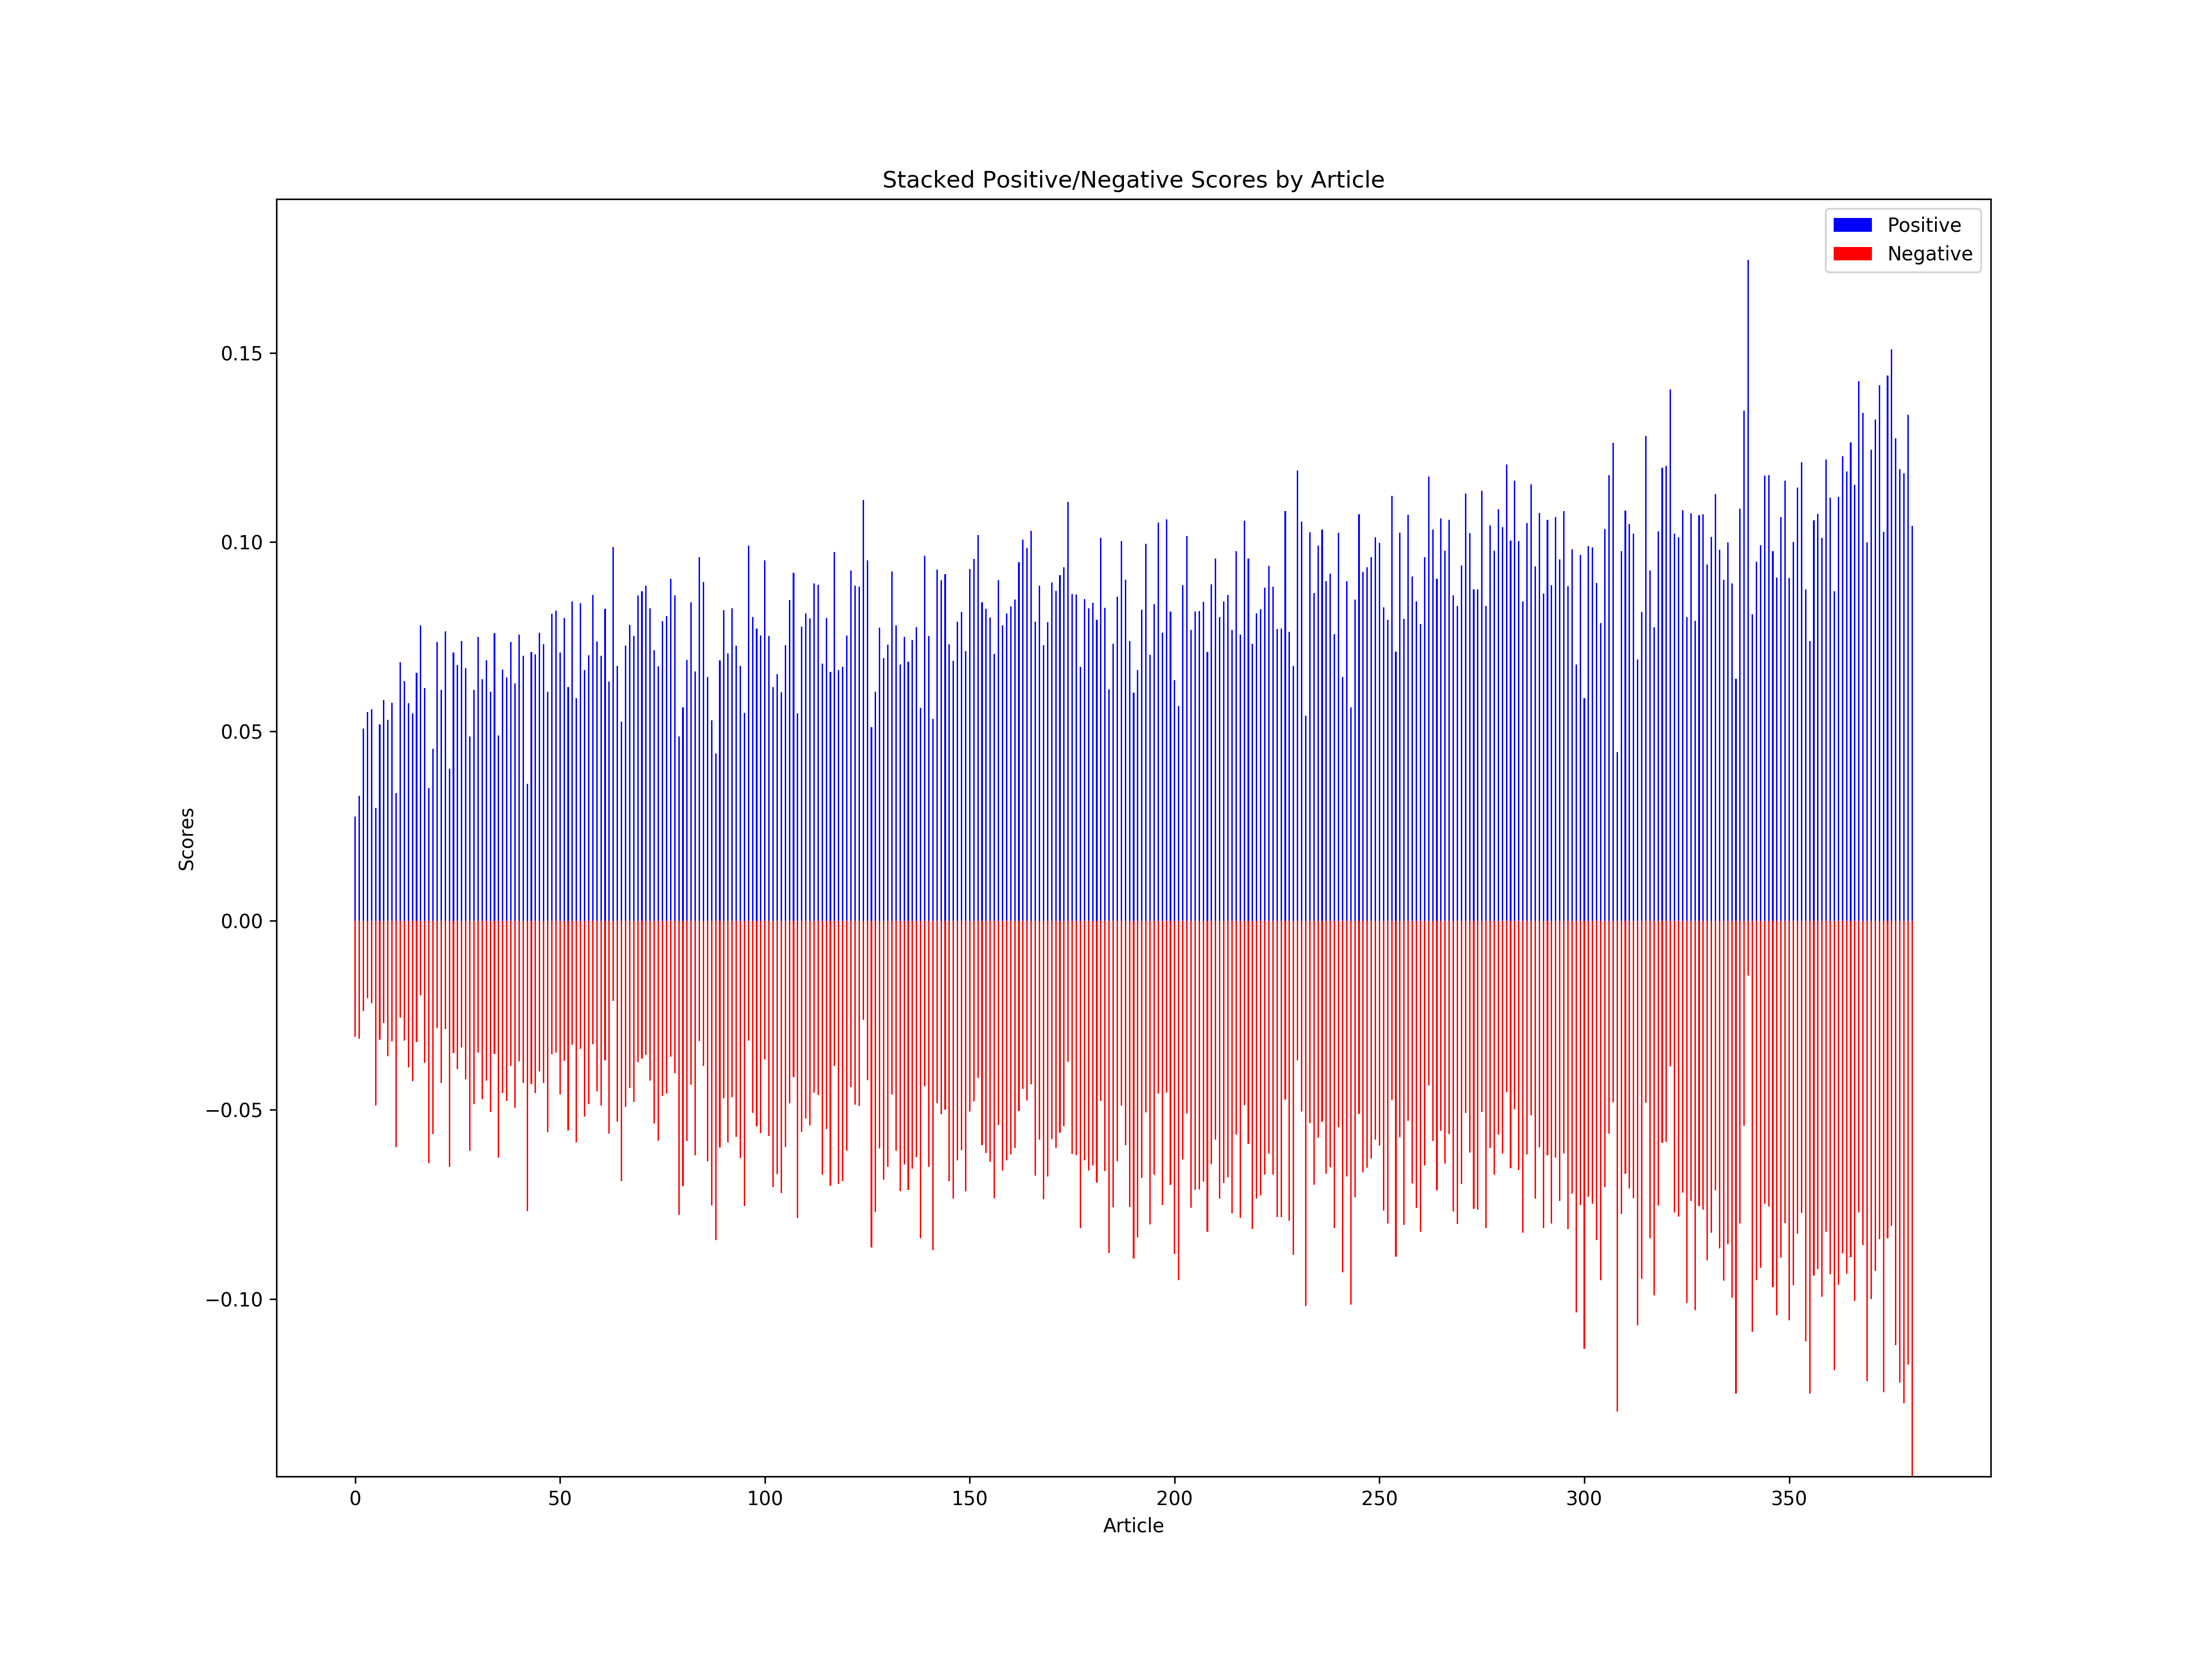 Stacked Positive/Negative Scores by Article
Positive
Negative
0.15
0.10
0.05
0.00
−0.05
−0.10
Scores
0 50 100 150 200 250 300 350
Article